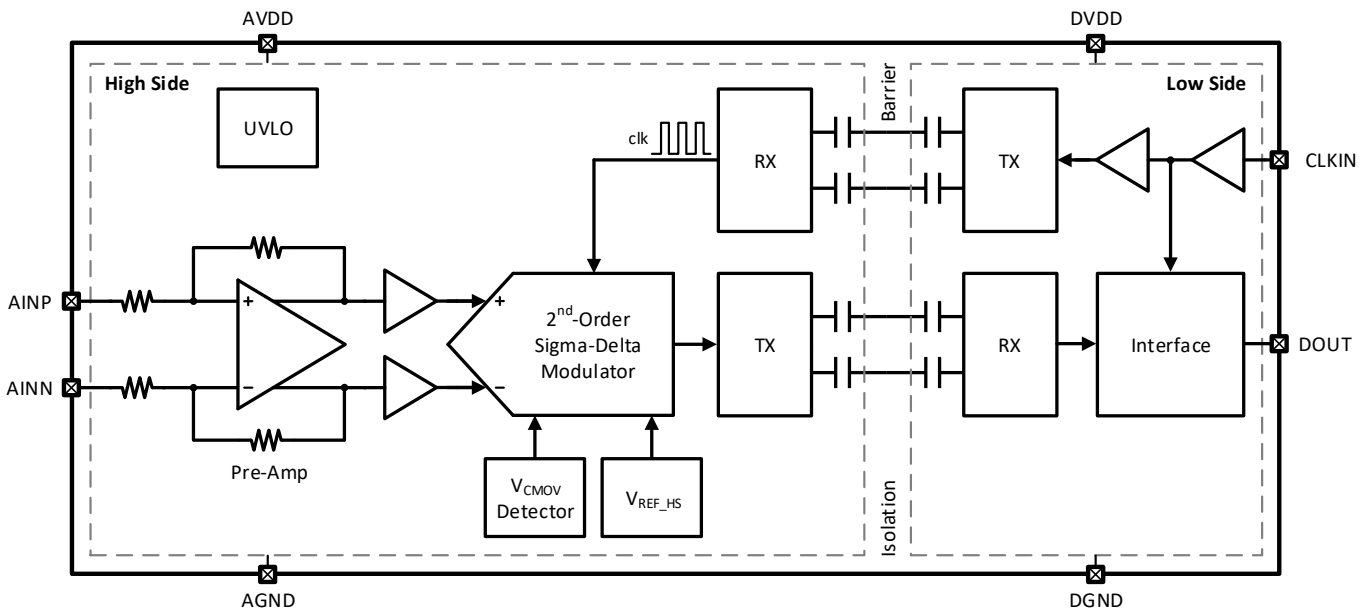 AVDD
DVDD
High Side
Barrier
Low Side
UVLO
clk
RX
TX
CLKIN
AINP
+
+
2nd-Order
Sigma-Delta
Modulator
TX
RX
Interface
DOUT
AINN
−
−
Pre-Amp
VCMOV
Detector
VREF_HS
Isolation
AGND
DGND